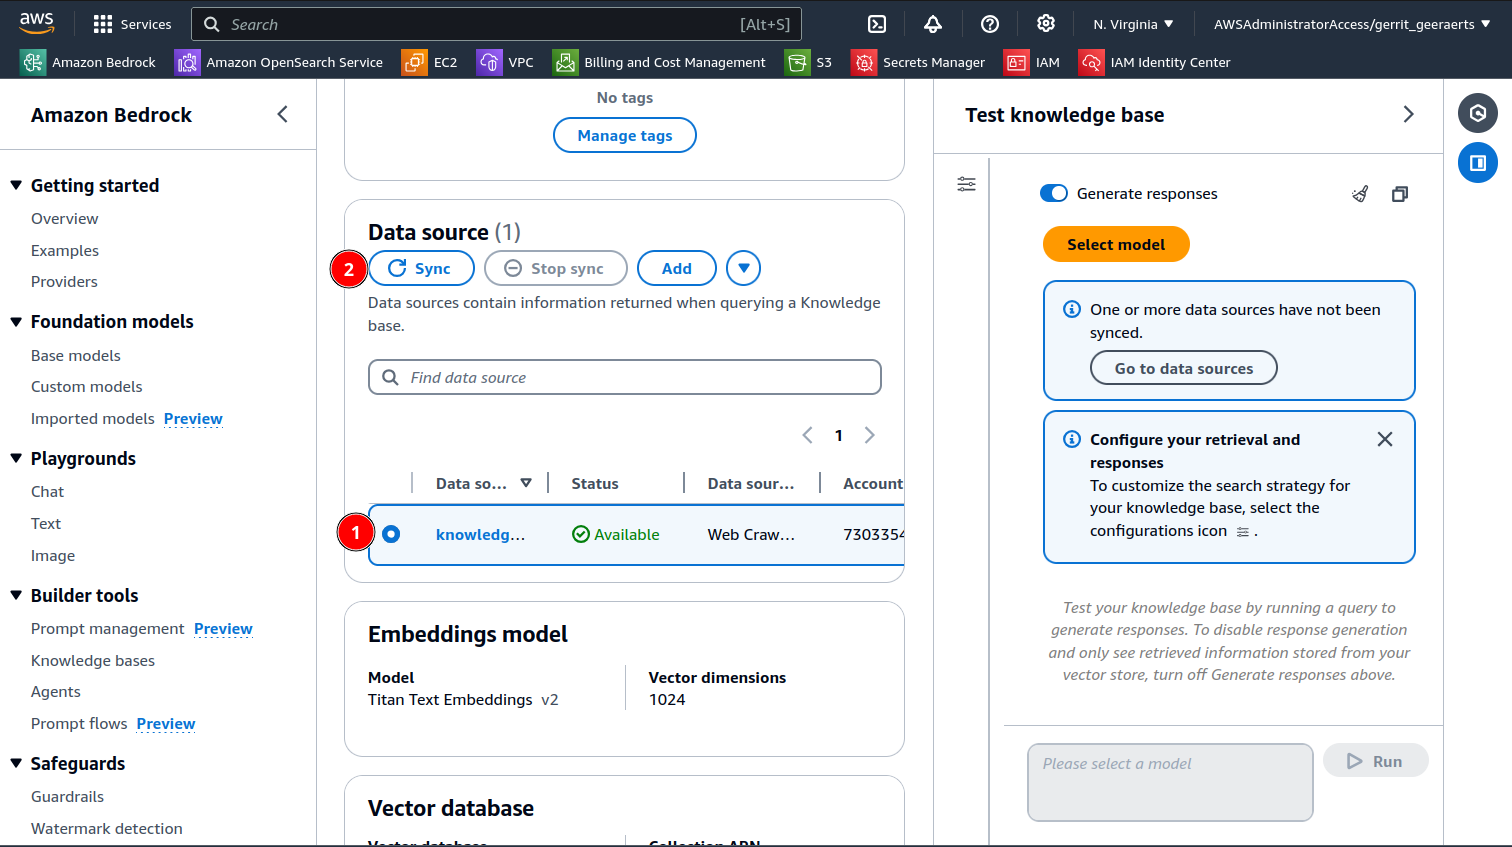 aws
Services
Search
[Alt+S]
N. Virginia
AWSAdministratorAccess/gerrit_geeraerts
Amazon Bedrock
Amazon OpenSearch Service
EC2
VPC
Billing and Cost Management
S3
Secrets Manager
IAM
IAM Identity Center
Amazon Bedrock
Getting started
Overview
Examples
Providers
Foundation models
Base models
Custom models
Imported models Preview
Playgrounds
Chat
Text
Image
Builder tools
Prompt management Preview
Knowledge bases
Agents
Prompt flows Preview
Safeguards
Guardrails
Watermark detection
No tags
Manage tags
Data source (1)
2
Sync
Stop sync
Add
Data sources contain information returned when querying a Knowledge
base.
Find data source
1
Data so...
Status
Data sour...
Account
1
knowledg...
Available
Web Craw...
7303354
Embeddings model
Model
Titan Text Embeddings v2
Vector dimensions
1024
Vector database
Vector database
Collection ARN
Test knowledge base
Generate responses
Select model
One or more data sources have not been
synced.
Go to data sources
Configure your retrieval and
responses
To customize the search strategy for
your knowledge base, select the
configurations icon .
Test your knowledge base by running a query to
generate responses. To disable response generation
and only see retrieved information stored from your
vector store, turn off Generate responses above.
Please select a model
Run